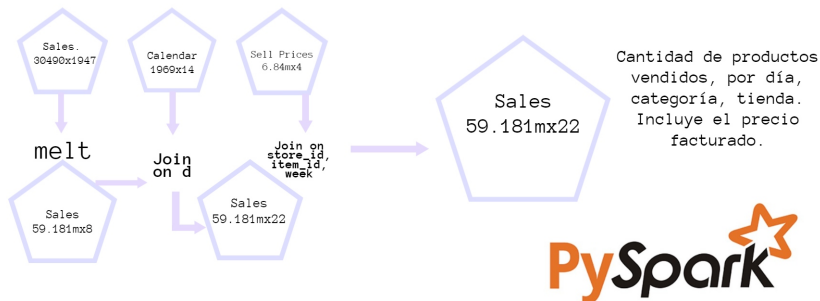 Sales.
30490x1947
Calendar
1969x14
Sell Prices
6.84mx4
melt
Join
on d
Join on
store_id,
item_id,
week
Sales
59.181mx8
Sales
59.181mx22
Sales
59.181mx22
Cantidad de productos
vendidos, por día,
categoría, tienda.
Incluye el precio
facturado.
PySpark